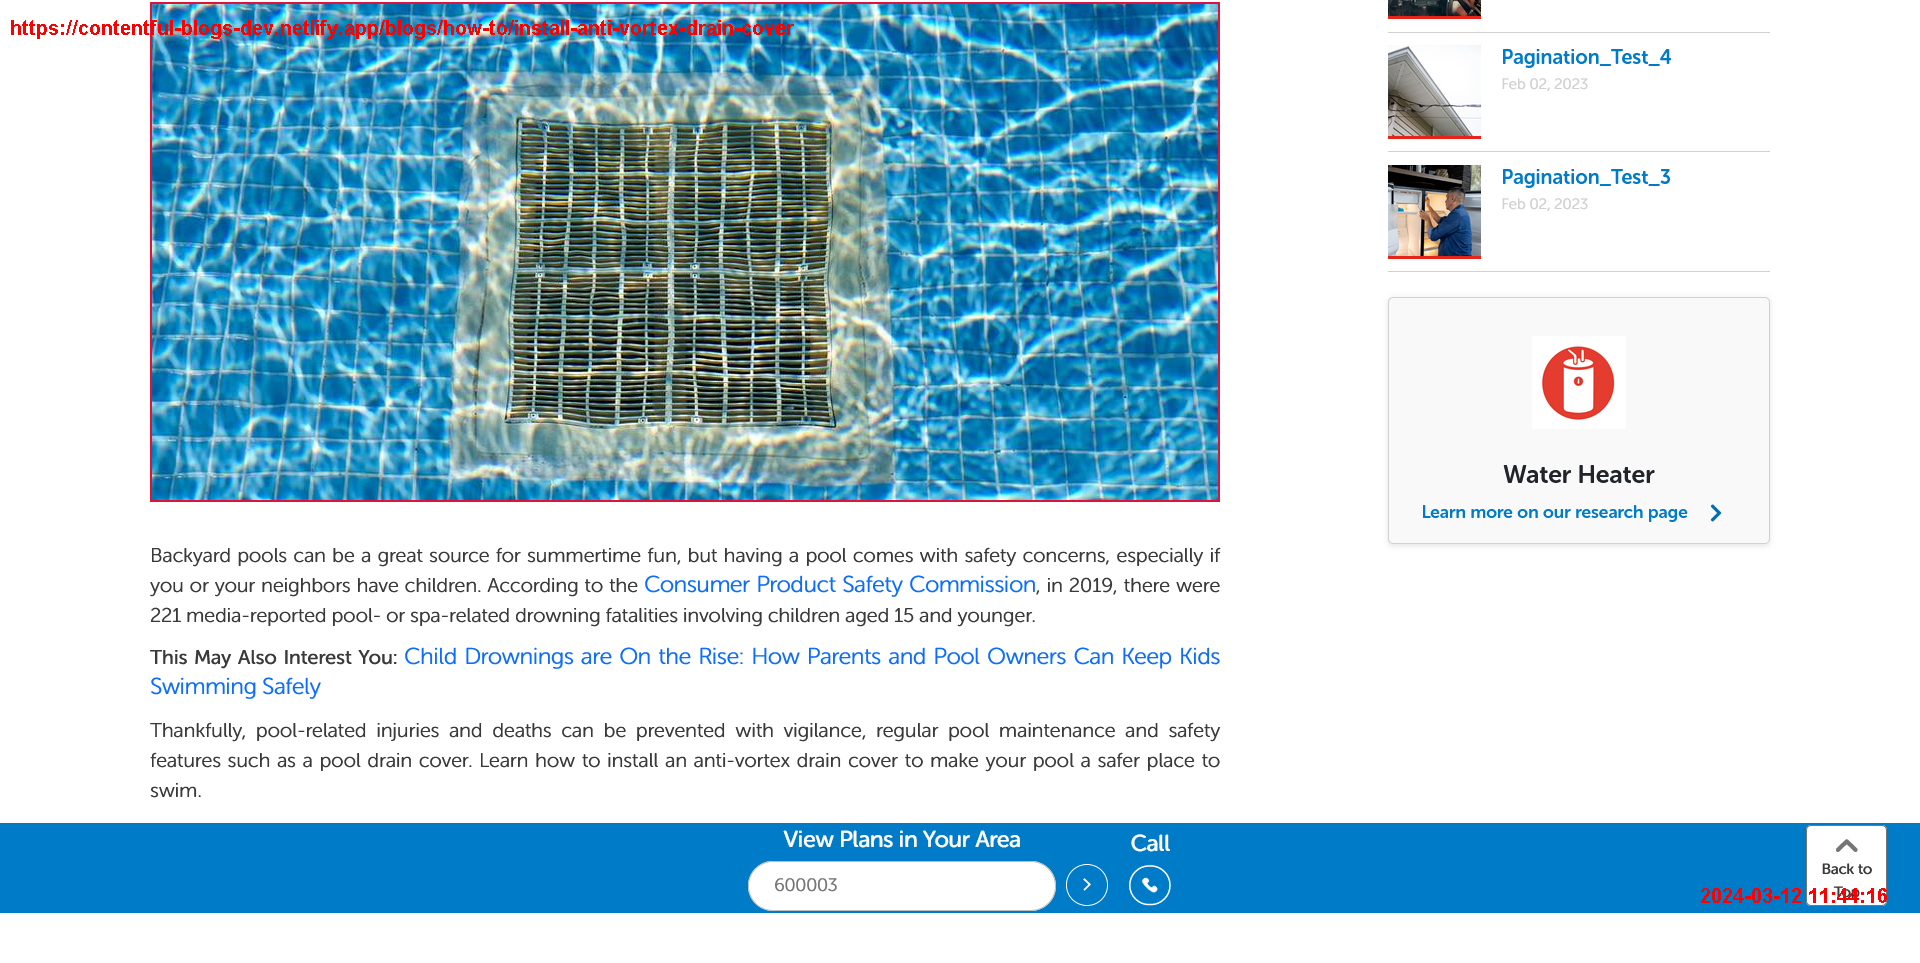 https://contentful-blogs-dev.netlify.app/blogs/how-to/install-anti-vortex-drain-cover
Backyard pools can be a great source for summertime fun, but having a pool comes with safety concerns, especially if
you or your neighbors have children. According to the Consumer Product Safety Commission, in 2019, there were
221 media-reported pool- or spa-related drowning fatalities involving children aged 15 and younger.
This May Also Interest You: Child Drownings are On the Rise: How Parents and Pool Owners Can Keep Kids
Swimming Safely
Thankfully, pool-related injuries and deaths can be prevented with vigilance, regular pool maintenance and safety
features such as a pool drain cover. Learn how to install an anti-vortex drain cover to make your pool a safer place to
swim.
Pagination_Test_4
Feb 02, 2023
Pagination_Test_3
Feb 02, 2023
Water Heater
Learn more on our research page
View Plans in Your Area
600003
Call
Back to
Top
2024-03-12 11:44:16